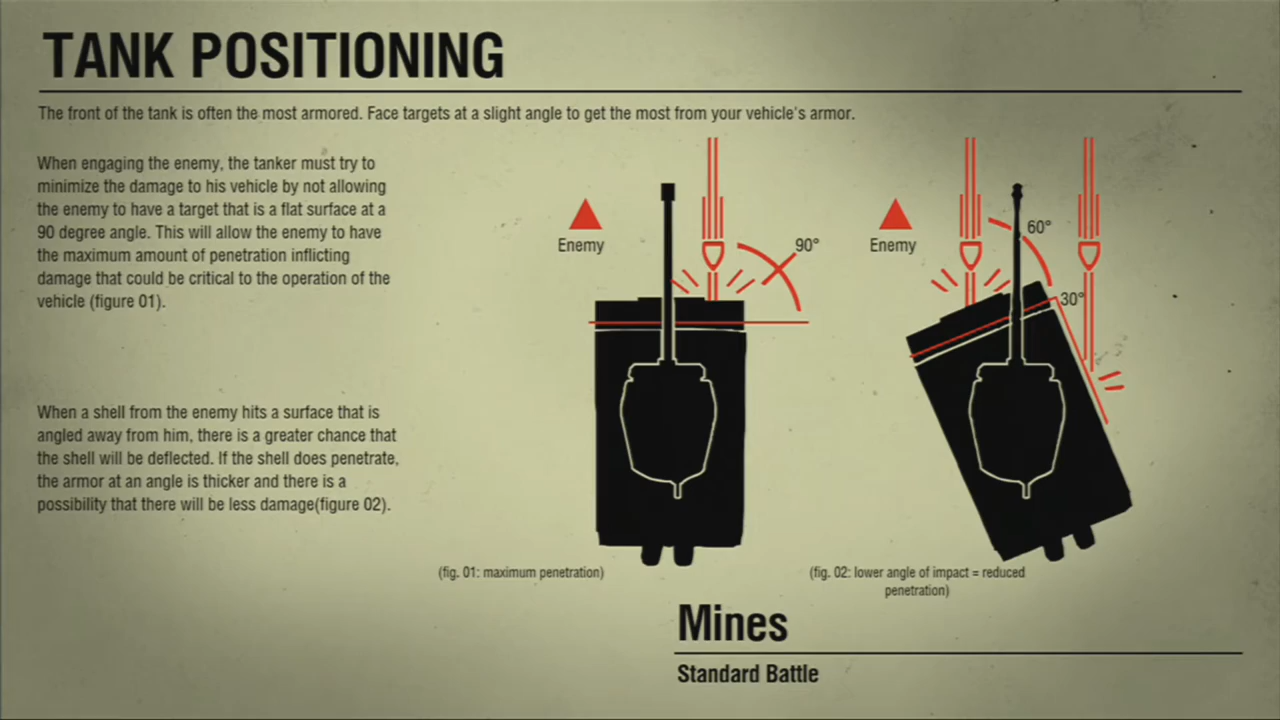 TANK POSITIONING
The front of the tank is often the most armored. Face targets at a slight angle to get the most from your vehicle's armor.
When engaging the enemy, the tanker must try to
minimize the damage to his vehicle by not allowing
the enemy to have a target that is a flat surface at a
90 degree angle. This will allow the enemy to have
the maximum amount of penetration inflicting
damage that could be critical to the operation of the
vehicle (figure 01).
When a shell from the enemy hits a surface that is
angled away from him, there is a greater chance that
the shell will be deflected. If the shell does penetrate,
the armor at an angle is thicker and there is a
possibility that there will be less damage(figure 02).
Enemy
90°
(fig. 01: maximum penetration)
Enemy
60°
30°
(fig. 02: lower angle of impact = reduced
penetration)
Mines
Standard Battle